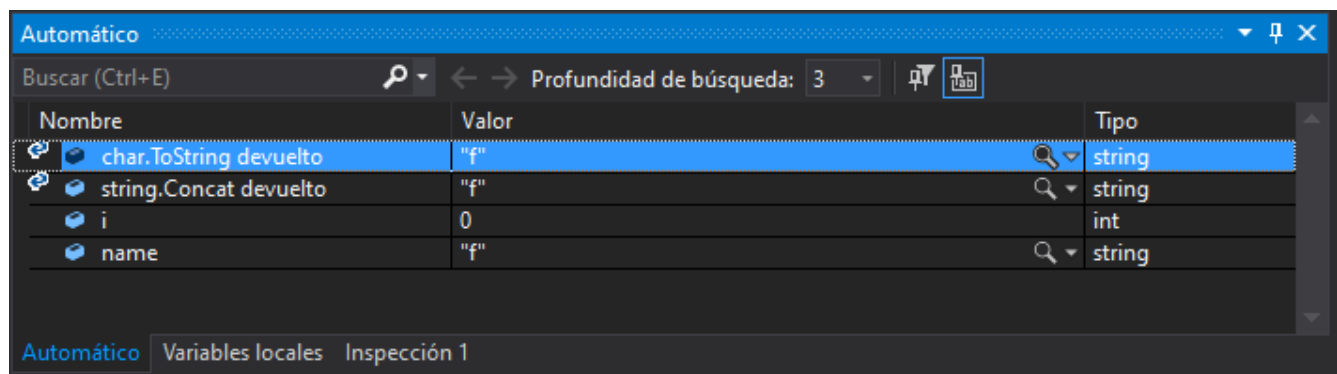 Automático
Buscar (Ctrl+E) Profundidad de búsqueda: 3
Nombre Valor Tipo
char.ToString devuelto "f" string
string.Concat devuelto "f" string
i 0 int
name "f" string
Automático Variables locales Inspección 1